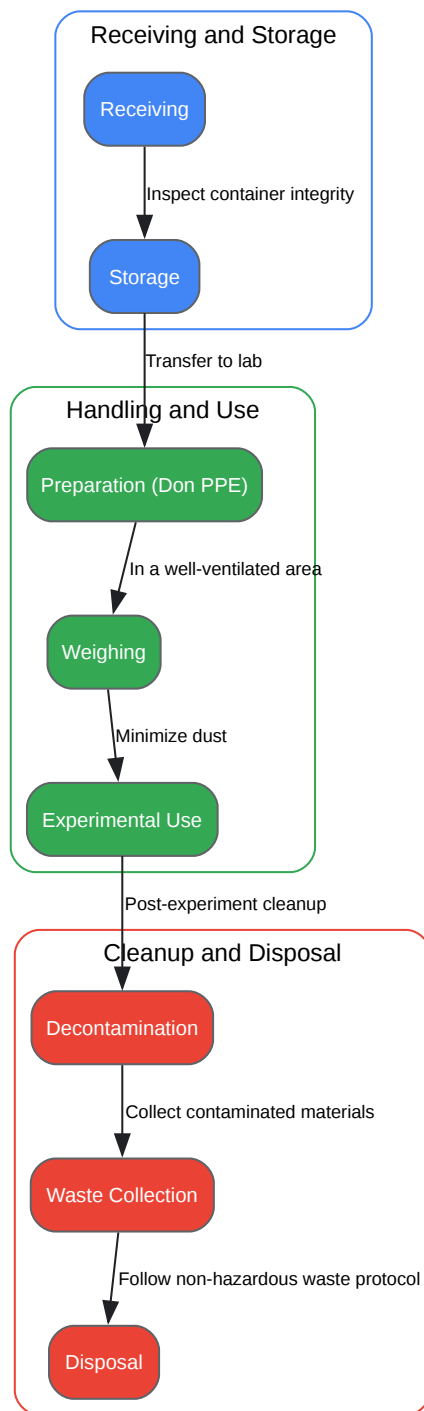 Receiving and Storage
Receiving
Inspect container integrity
Storage
Transfer to lab
Handling and Use
Preparation (Don PPE)
In a well-ventilated area
Weighing
Minimize dust
Experimental Use
Post-experiment cleanup
Cleanup and Disposal
Decontamination
Collect contaminated materials
Waste Collection
Follow non-hazardous waste protocol
Disposal